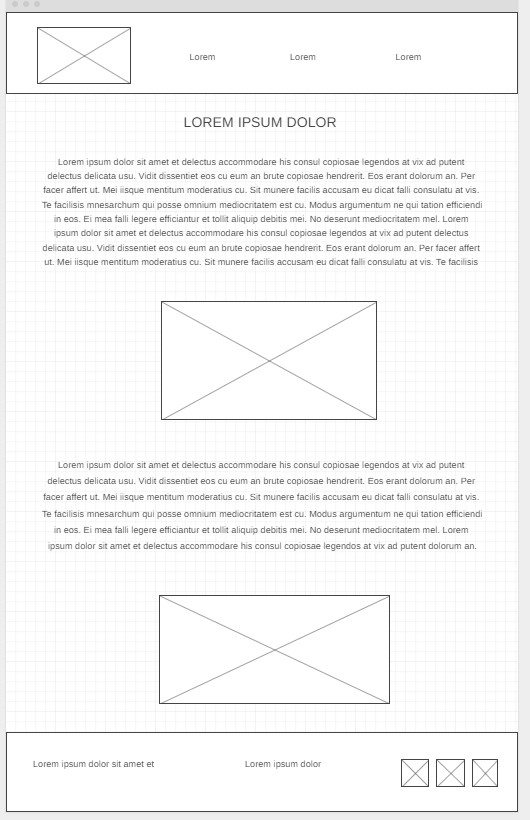 Lorem Lorem Lorem
LOREM IPSUM DOLOR
Lorem ipsum dolor sit amet et delectus accommodare his consul copiosae legendos at vix ad putent
delectus delicata usu. Vidit dissentiet eos cu eum an brute copiosae hendrerit. Eos erant dolorum an. Per
facer affert ut. Mei iisque mentitum moderatius cu. Sit munere facilis accusam eu dicat falli consulatu at vis.
Te facilisis mnesarchum qui posse omnium mediocritatem est cu. Modus argumentum ne qui tation efficiendi
in eos. Ei mea falli legere efficiantur et tollit aliquip debitis mei. No deserunt mediocritatem mel. Lorem
ipsum dolor sit amet et delectus accommodare his consul copiosae legendos at vix ad putent delectus
delicata usu. Vidit dissentiet eos cu eum an brute copiosae hendrerit. Eos erant dolorum an. Per facer affert
ut. Mei iisque mentitum moderatius cu. Sit munere facilis accusam eu dicat falli consulatu at vis. Te facilisis
Lorem ipsum dolor sit amet et delectus accommodare his consul copiosae legendos at vix ad putent
delectus delicata usu. Vidit dissentiet eos cu eum an brute copiosae hendrerit. Eos erant dolorum an. Per
facer affert ut. Mei iisque mentitum moderatius cu. Sit munere facilis accusam eu dicat falli consulatu at vis.
Te facilisis mnesarchum qui posse omnium mediocritatem est cu. Modus argumentum ne qui tation efficiendi
in eos. Ei mea falli legere efficiantur et tollit aliquip debitis mei. No deserunt mediocritatem mel. Lorem
ipsum dolor sit amet et delectus accommodare his consul copiosae legendos at vix ad putent dolorum an.
Lorem ipsum dolor sit amet et Lorem ipsum dolor